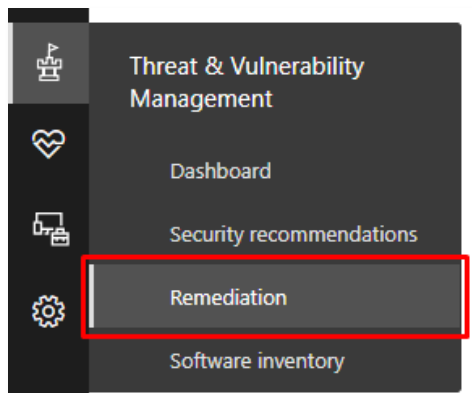 Threat & Vulnerability
Management
Dashboard
Security recommendations
Remediation
Software inventory